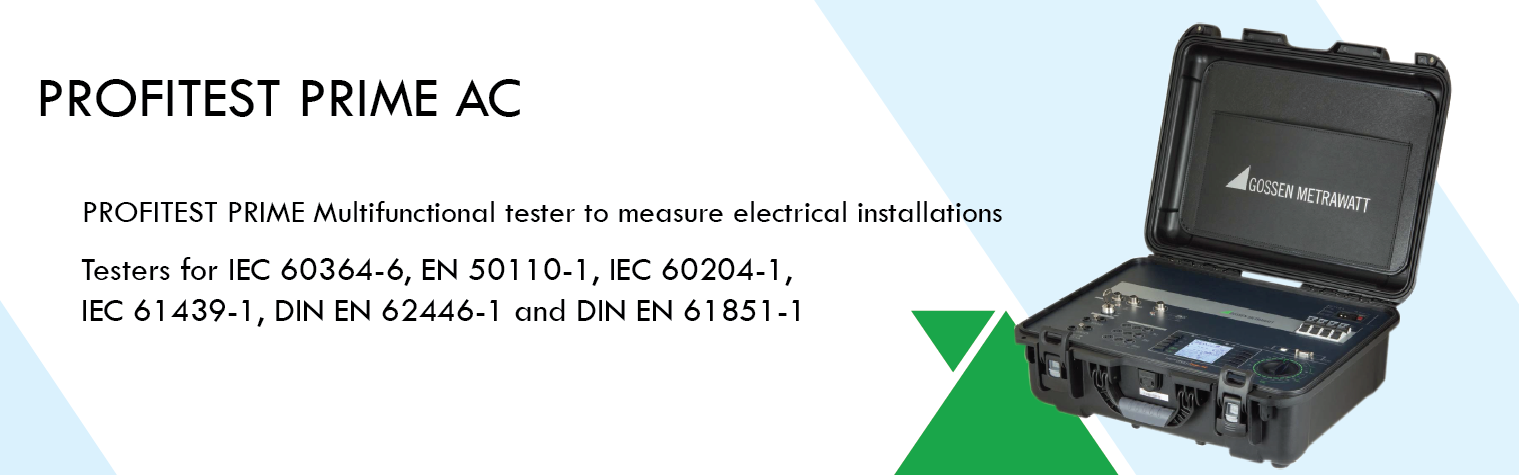 PROFITEST PRIME AC
PROFITEST PRIME Multifunctional tester to measure electrical installations
Testers for IEC 60364-6, EN 50110-1, IEC 60204-1,
IEC 61439-1, DIN EN 62446-1 and DIN EN 61851-1
GOSSEN METRAWATT